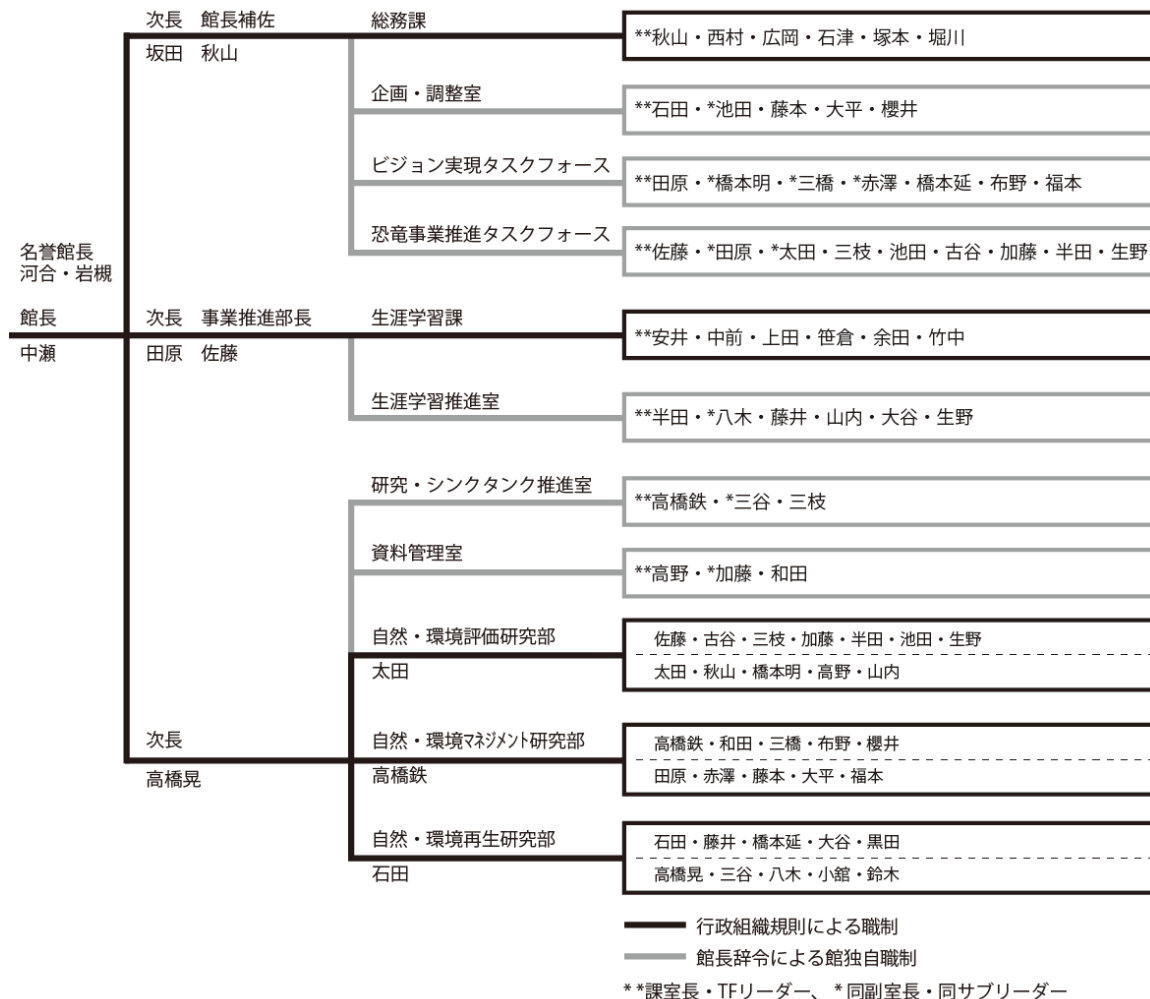 次長 館長補佐 総務課
坂田 秋山
**秋山・西村・広岡・石津・塚本・堀川
企画・調整室
**石田・*池田・藤本・大平・櫻井
ビジョン実現タスクフォース
**田原・*橋本明・*三橋・*赤澤・橋本延・布野・福本
恐竜事業推進タスクフォース
**佐藤・*田原・*太田・三枝・池田・古谷・加藤・半田・生野
名誉館長
河合・岩槻
館長
中瀬
次長 事業推進部長 生涯学習課
田原 佐藤
**安井・中前・上田・笹倉・余田・竹中
生涯学習推進室
**半田・*八木・藤井・山内・大谷・生野
研究・シンクタンク推進室
**高橋鉄・*三谷・三枝
資料管理室
**高野・*加藤・和田
自然・環境評価研究部
太田
佐藤・古谷・三枝・加藤・半田・池田・生野
太田・秋山・橋本明・高野・山内
次長
高橋晃
自然・環境ﾏﾈｼﾞﾒﾝﾄ研究部
高橋鉄
高橋鉄・和田・三橋・布野・櫻井
田原・赤澤・藤本・大平・福本
自然・環境再生研究部
石田
石田・藤井・橋本延・大谷・黒田
高橋晃・三谷・八木・小舘・鈴木
行政組織規則による職制
館長辞令による館独自職制
* *課室長・TFリーダー、 * 同副室長・同サブリーダー